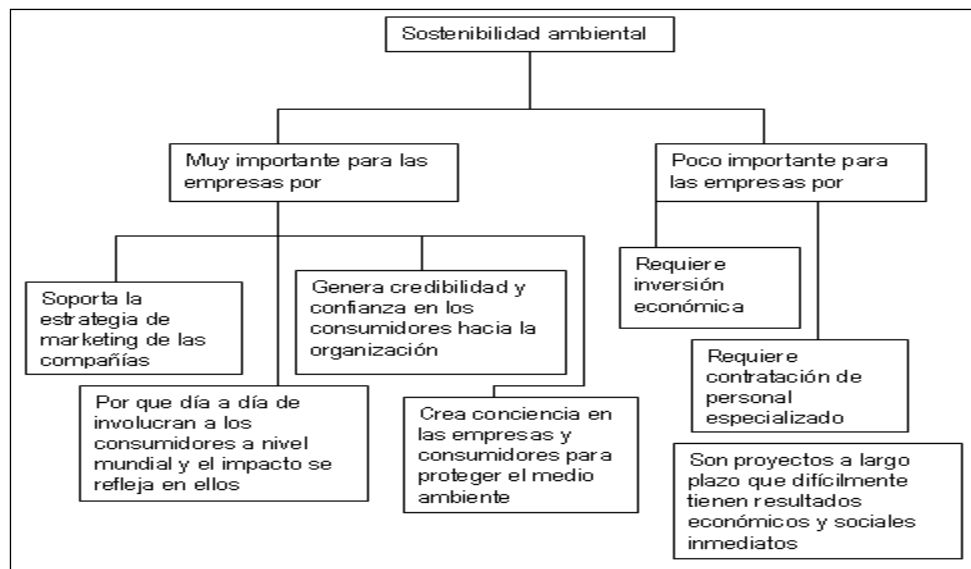 Sostenibilidad ambiental
Muy importante para las
empresas por
Poco importante para
las empresas por
Soporta la
estrategia de
marketing de las
compañías
Por que día a día de
involucran a los
consumidores a nivel
mundial y el impacto se
refleja en ellos
Genera credibilidad y
confianza en los
consumidores hacia la
organización
Crea conciencia en
las empresas y
consumidores para
proteger el medio
ambiente
Requiere
inversión
económica
Requiere
contratación de
personal
especializado
Son proyectos a largo
plazo que difícilmente
tienen resultados
económicos y sociales
inmediatos